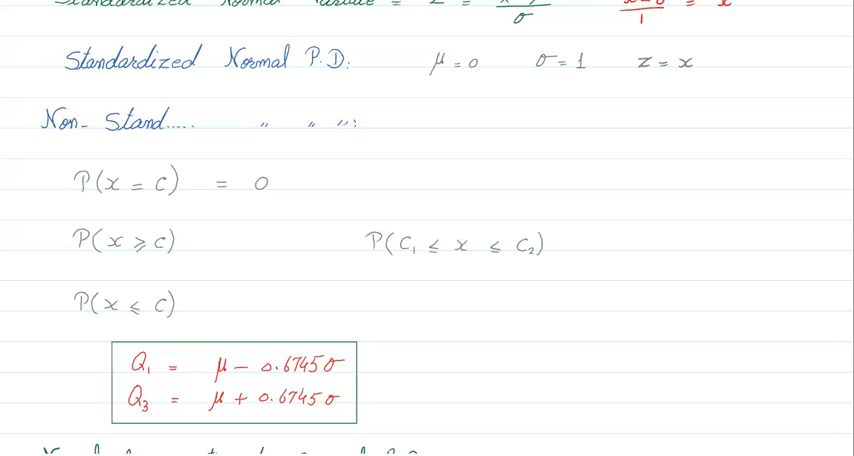 Standardized Normal P.D: μ = 0 σ = 1 z = x
Non- Stand..... " " " :
P(x = c) = 0
P(x ⩾ c) P(C₁ ≤ x ≤ C₂)
P(x ⩽ c)
Q₁ = μ - 0.6745σ
Q₃ = μ + 0.6745σ